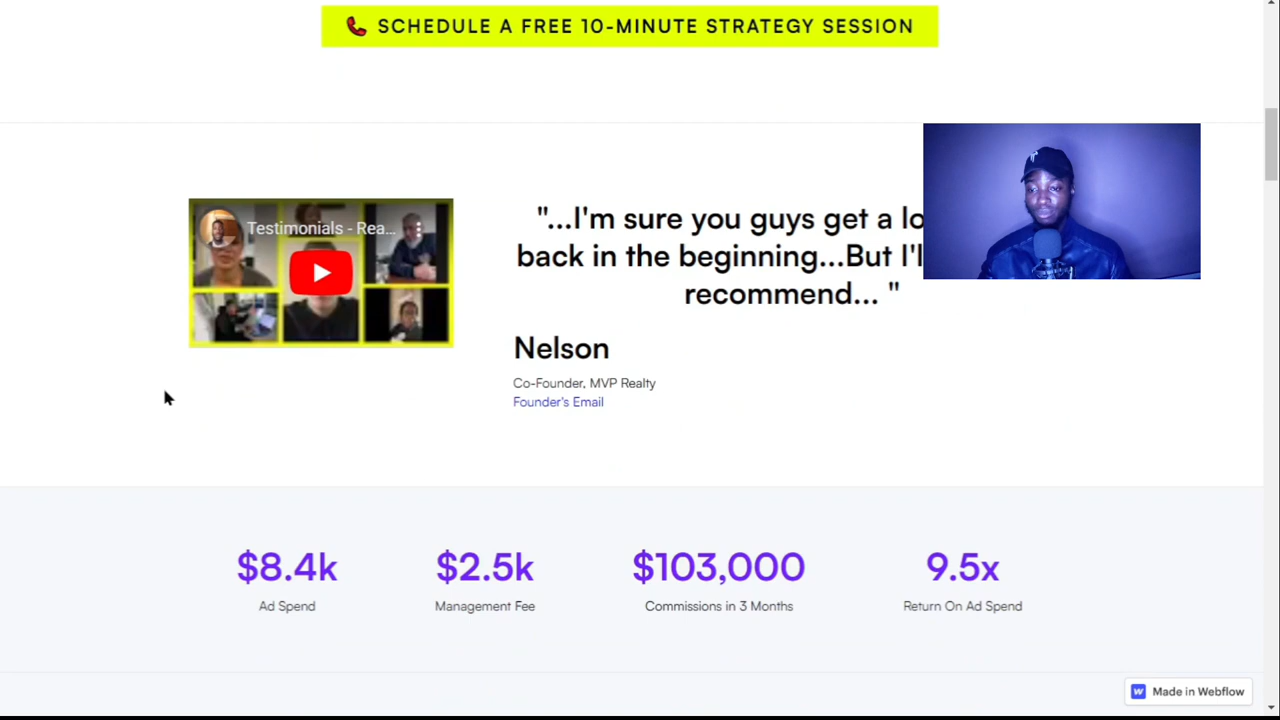 SCHEDULE A FREE 10-MINUTE STRATEGY SESSION
Testimonials - Rea...
"...I'm sure you guys get a
back in the beginning...But
recommend... "
Nelson
Co-Founder, MVP Realty
Founder's Email
$8.4k
Ad Spend
$2.5k
Management Fee
$103,000
Commissions in 3 Months
9.5x
Return On Ad Spend
W Made in Webflow